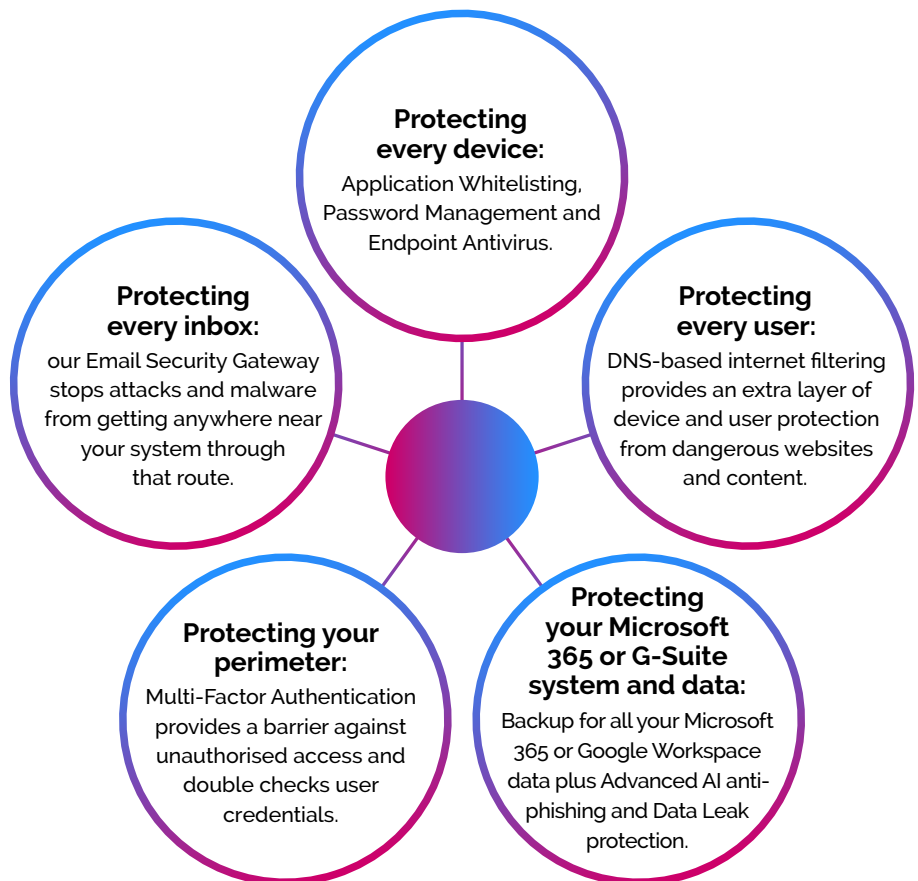 Protecting
every device:
Application Whitelisting,
Password Management and
Endpoint Antivirus.
Protecting
every inbox:
our Email Security Gateway
stops attacks and malware
from getting anywhere near
your system through
that route.
Protecting
every user:
DNS-based internet filtering
provides an extra layer of
device and user protection
from dangerous websites
and content.
Protecting your
perimeter:
Multi-Factor Authentication
provides a barrier against
unauthorised access and
double checks user
credentials.
Protecting
your Microsoft
365 or G-Suite
system and data:
Backup for all your Microsoft
365 or Google Workspace
data plus Advanced AI anti-
phishing and Data Leak
protection.